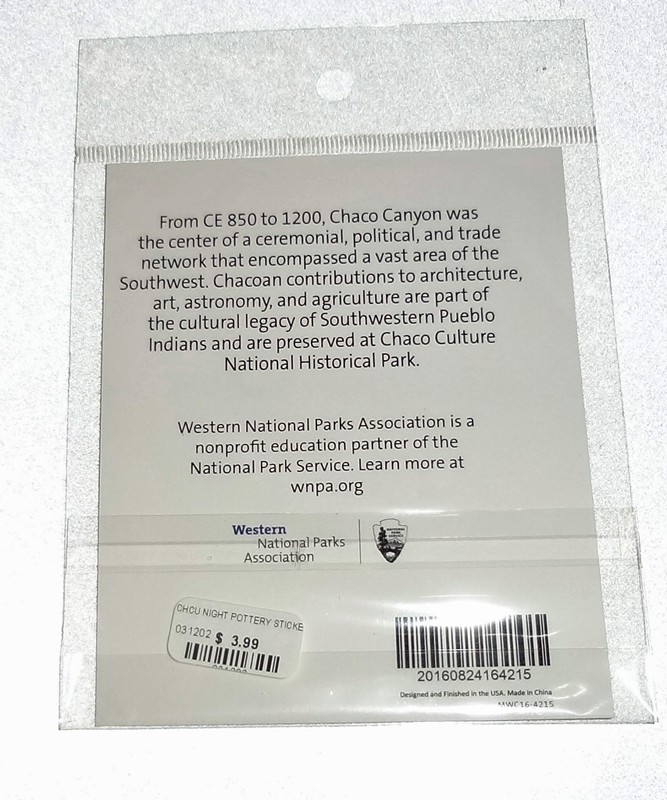 From CE 850 to 1200, Chaco Canyon was
the center of a ceremonial, political, and trade
network that encompassed a vast area of the
Southwest. Chacoan contributions to architecture,
art, astronomy, and agriculture are part of
the cultural legacy of Southwestern Pueblo
Indians and are preserved at Chaco Culture
National Historical Park.
Western National Parks Association is a
nonprofit education partner of the
National Park Service. Learn more at
wnpa.org
Western
National Parks
Association
NATIONAL
PARK
SERVICE
CHCU NIGHT POTTERY STICKE
031202 $ 3.99
20160824164215
Designed and Finished in the USA. Made in China
MWC16-4215